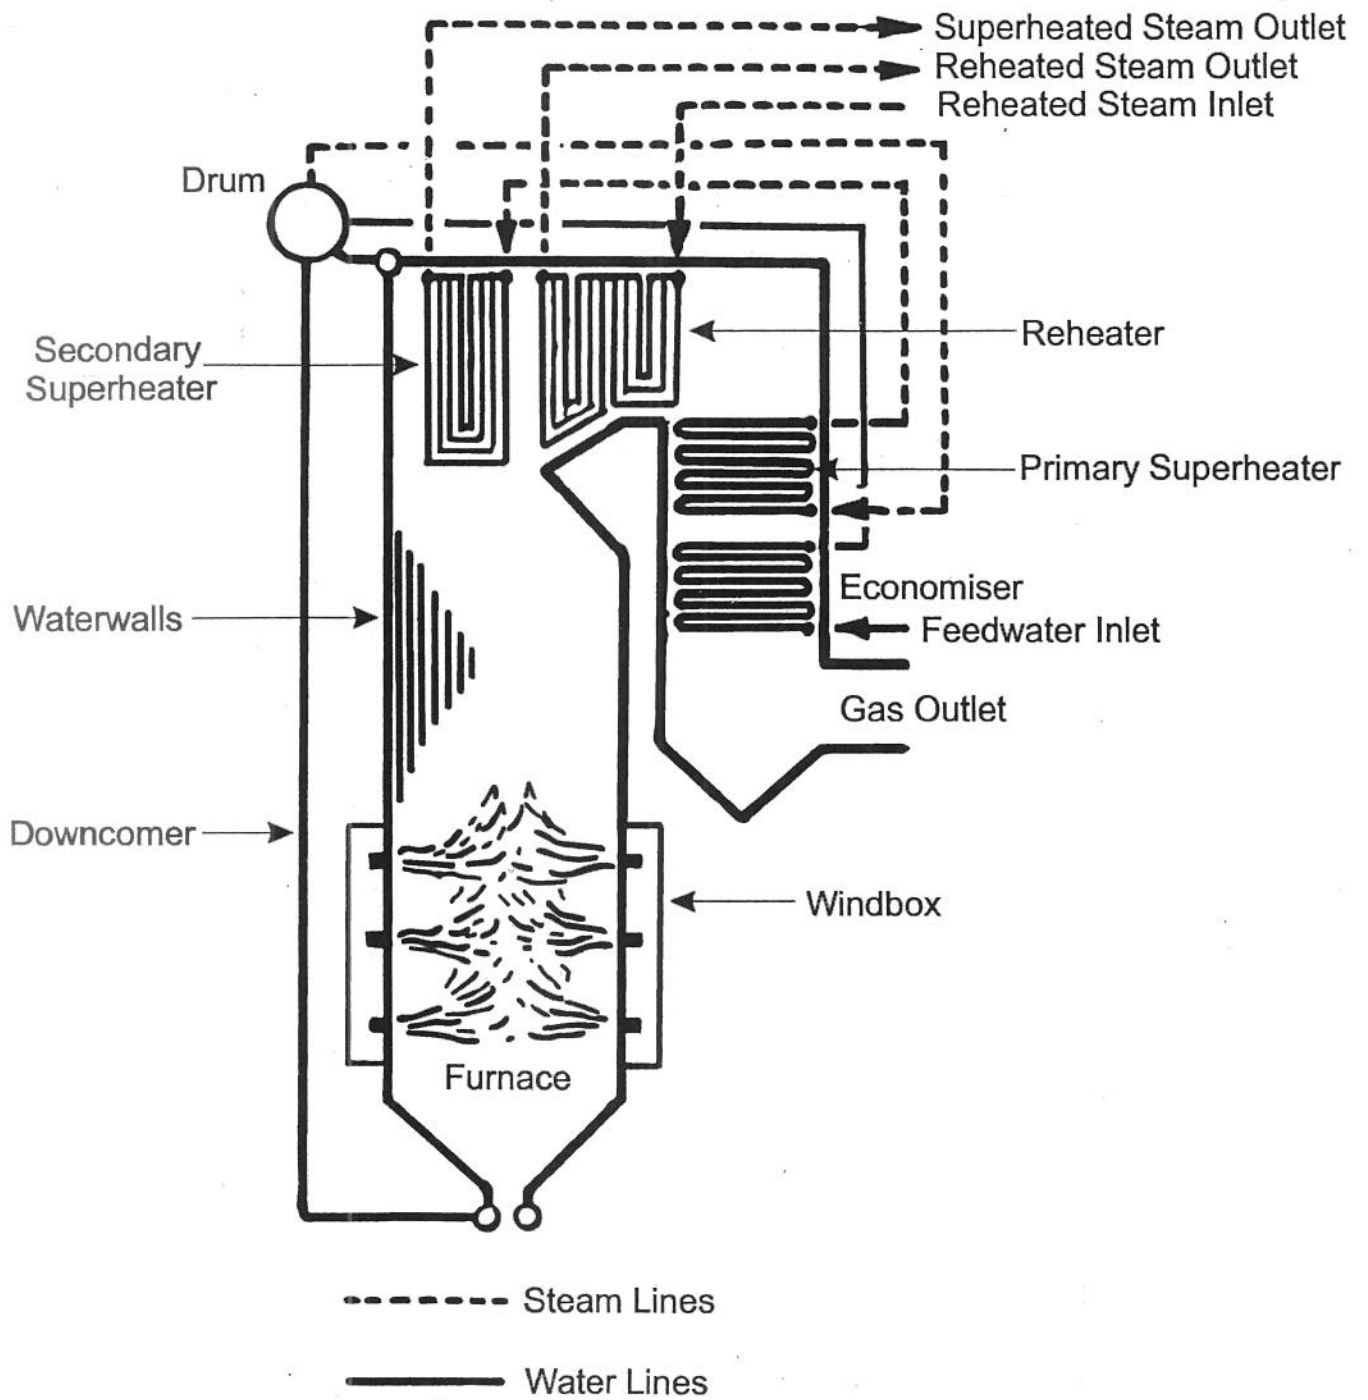 Superheated Steam Outlet
Reheated Steam Outlet
Reheated Steam Inlet
Drum
Reheater
Secondary
Superheater
Primary Superheater
Economiser
Waterwalls
Feedwater Inlet
Gas Outlet
Downcomer
Windbox
Furnace
Steam Lines
Water Lines